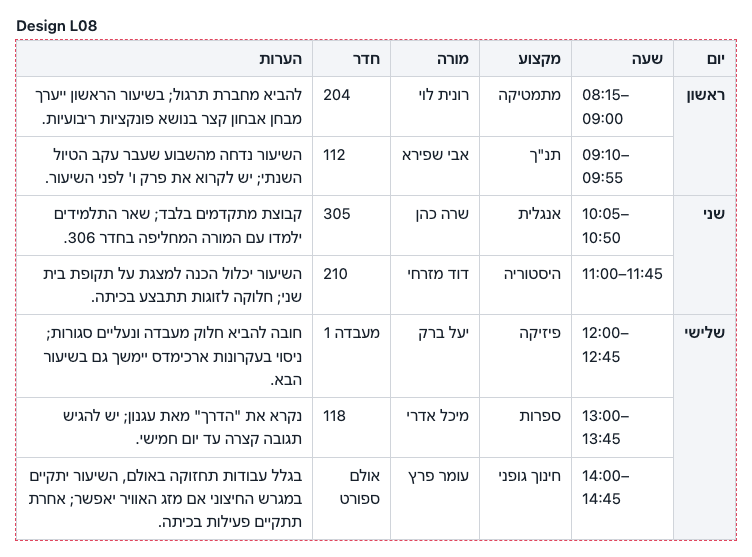 Design L08
יום שעה מקצוע מורה חדר הערות
ראשון
08:15–
09:00
מתמטיקה
רונית לוי
204
להביא מחברת תרגול; בשיעור הראשון ייערך
מבחן אבחון קצר בנושא פונקציות ריבועיות.
09:10–
09:55
תנ"ך
אבי שפירא
112
השיעור נדחה מהשבוע שעבר עקב הטיול
השנתי; יש לקרוא את פרק ו' לפני השיעור.
שני
10:05–
10:50
אנגלית
שרה כהן
305
קבוצת מתקדמים בלבד; שאר התלמידים
ילמדו עם המורה המחליפה בחדר 306.
11:00–11:45
היסטוריה
דוד מזרחי
210
השיעור יכלול הכנה למצגת על תקופת בית
שני; חלוקה לזוגות תתבצע בכיתה.
שלישי
12:00–
12:45
פיזיקה
יעל ברק
מעבדה 1
חובה להביא חלוק מעבדה ונעליים סגורות;
ניסוי בעקרונות ארכימדס יימשך גם בשיעור
הבא.
13:00–
13:45
ספרות
מיכל אדרי
118
נקרא את "הדרך" מאת עגנון; יש להגיש
תגובה קצרה עד יום חמישי.
14:00–
14:45
חינוך גופני
עומר פרץ
אולם
ספורט
בגלל עבודות תחזוקה באולם, השיעור יתקיים
במגרש החיצוני אם מזג האוויר יאפשר; אחרת
תתקיים פעילות בכיתה.